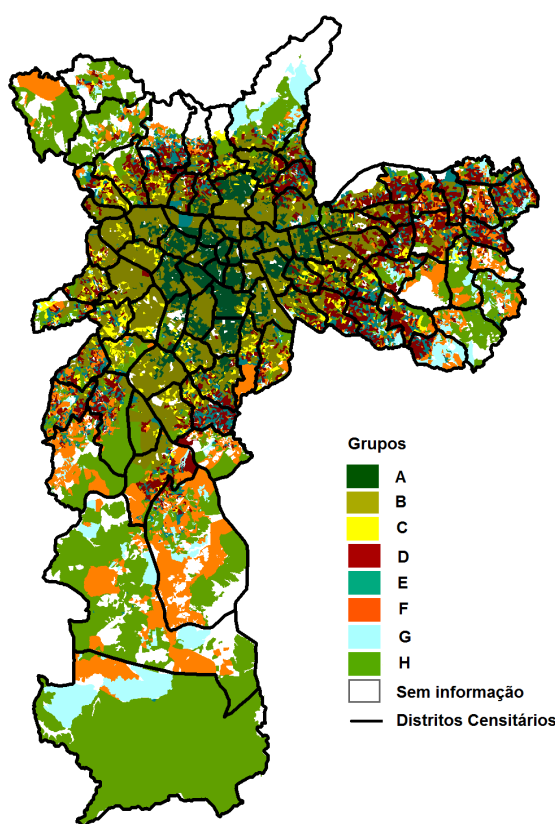 Grupos
A
B
C
D
E
F
G
H
Sem informação
Distritos Censitários